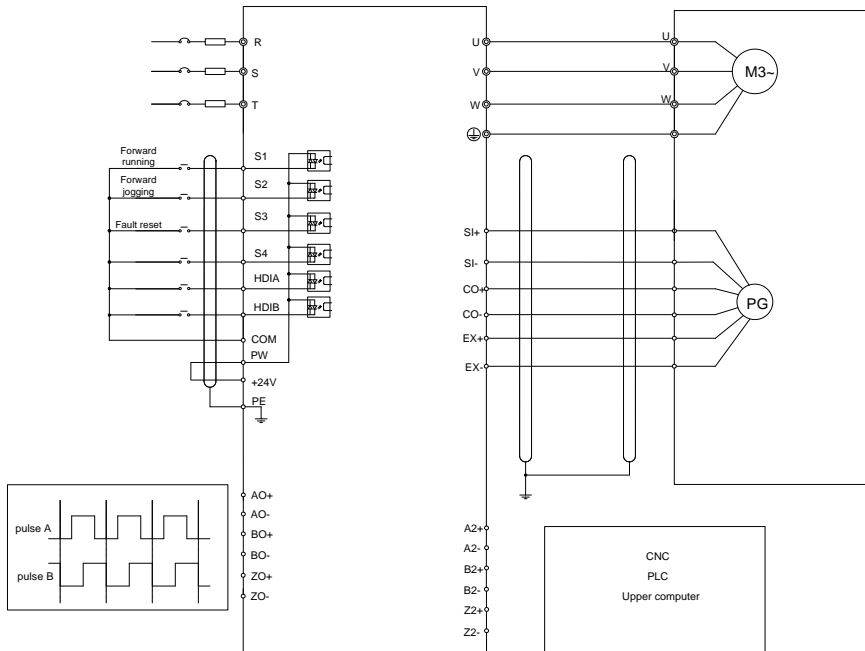 R
S
T
U
V
W
U
V
W
M3~
Forward
running
Forward
jogging
Fault reset
S1
S2
S3
S4
HDIA
HDIB
COM
PW
+24V
PE
SI+
SI-
CO+
CO-
EX+
EX-
PG
pulse A
pulse B
AO+
AO-
BO+
BO-
ZO+
ZO-
A2+
A2-
B2+
B2-
Z2+
Z2-
CNC
PLC
Upper computer